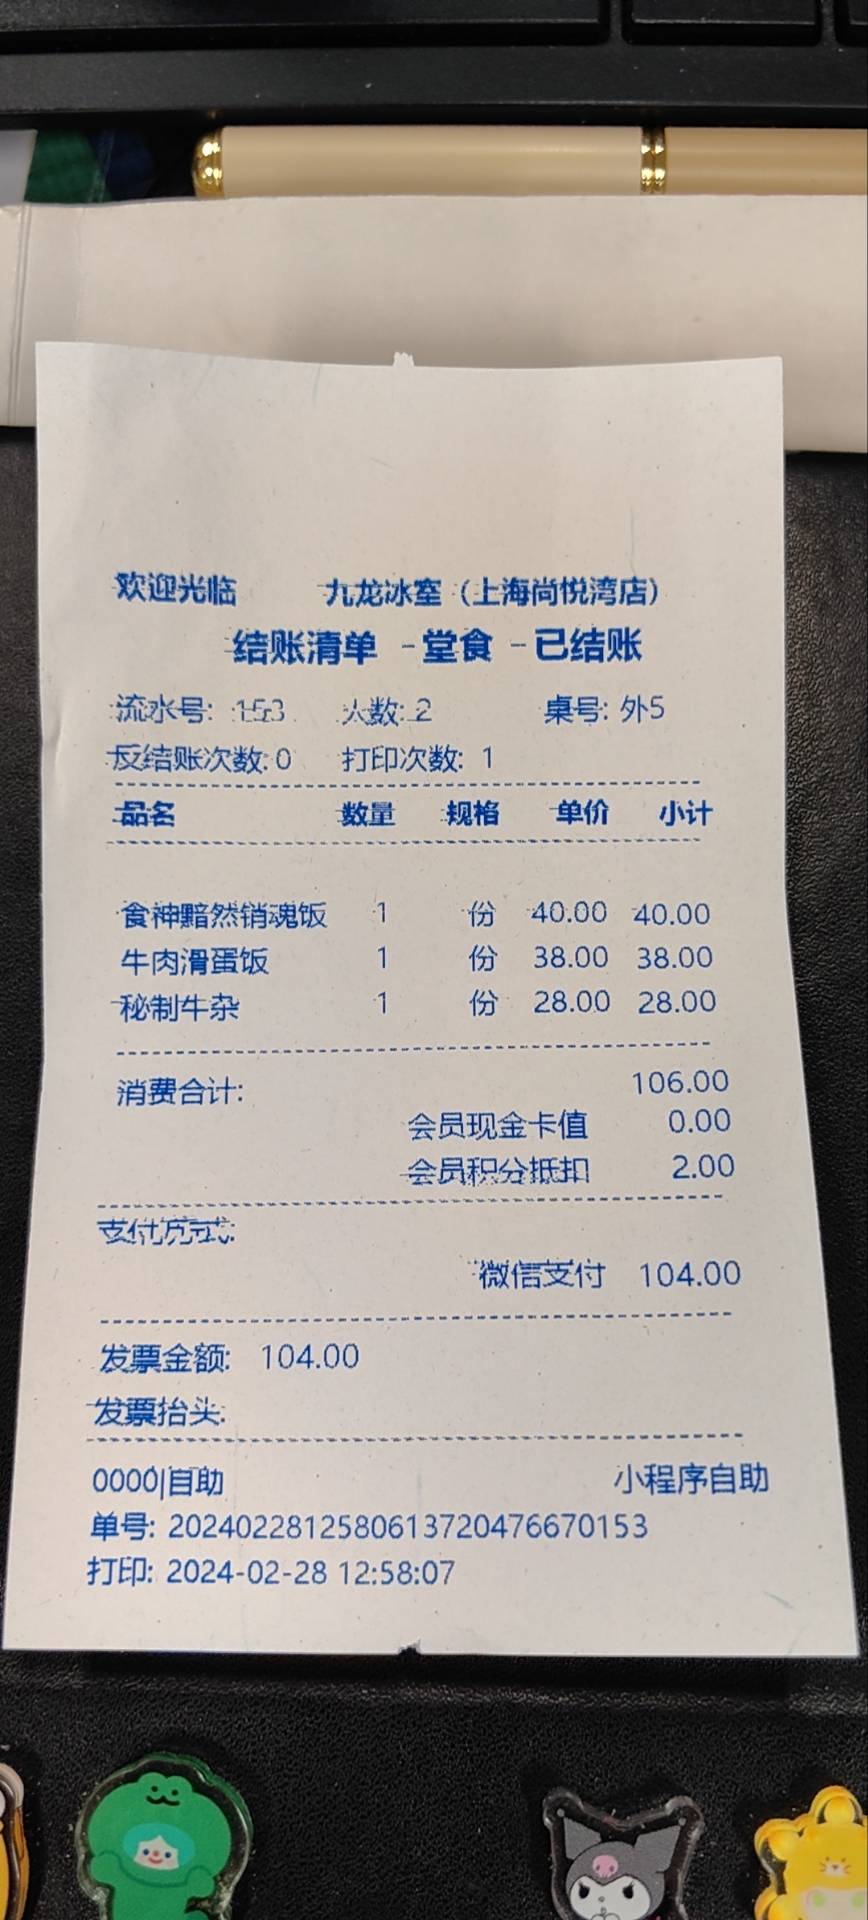 欢迎光临 九龙冰室（上海尚悦湾店）
结账清单 -堂食 -已结账
流水号: 153 人数: 2 桌号: 外5
反结账次数: 0 打印次数: 1
品名 数量 规格 单价 小计
食神黯然销魂饭 1 份 40.00 40.00
牛肉滑蛋饭 1 份 38.00 38.00
秘制牛杂 1 份 28.00 28.00
消费合计: 106.00
会员现金卡值 0.00
会员积分抵扣 2.00
支付方式:
微信支付 104.00
发票金额: 104.00
发票抬头:
0000|自助 小程序自助
单号: 2024022812580613720476670153
打印: 2024-02-28 12:58:07